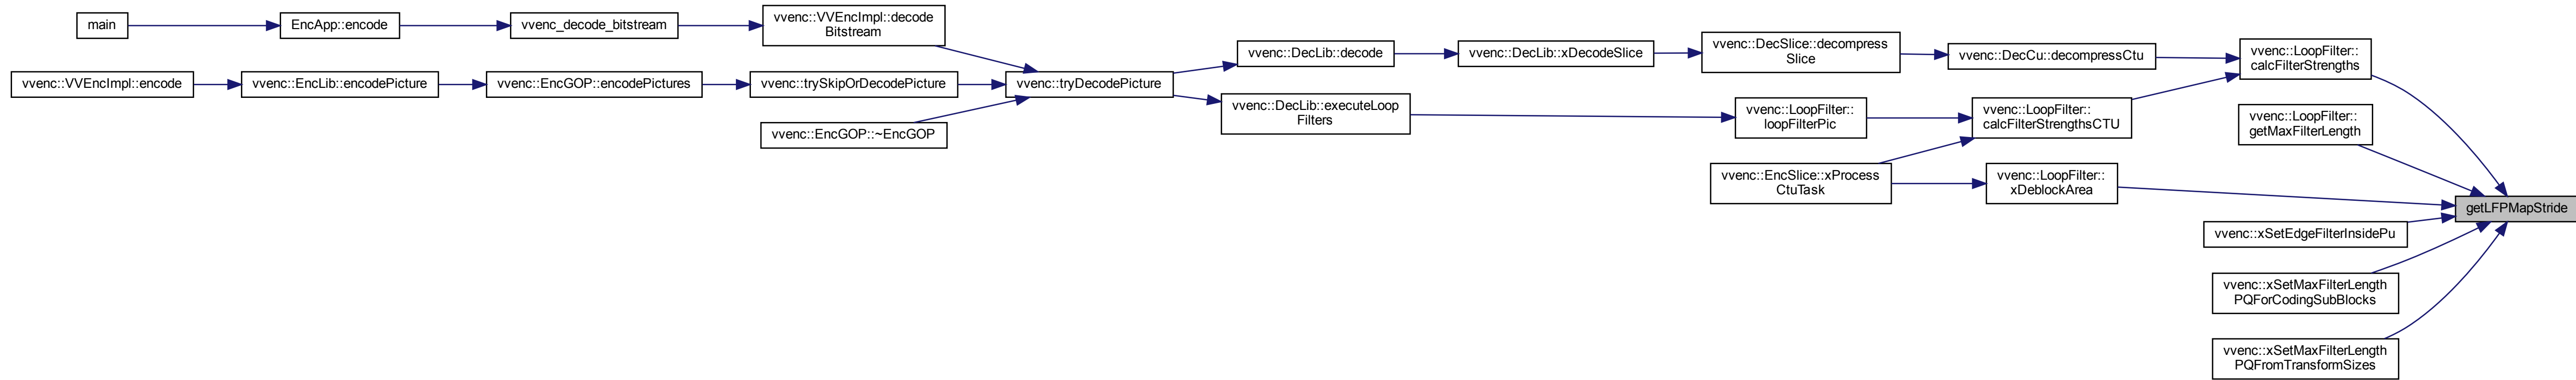 main
EncApp::encode
vvenc_decode_bitstream
vvenc::VVEncImpl::decode
Bitstream
vvenc::VVEncImpl::encode
vvenc::EncLib::encodePicture
vvenc::EncGOP::encodePictures
vvenc::trySkipOrDecodePicture
vvenc::EncGOP::~EncGOP
vvenc::tryDecodePicture
vvenc::DecLib::decode
vvenc::DecLib::xDecodeSlice
vvenc::DecSlice::decompress
Slice
vvenc::DecCu::decompressCtu
vvenc::LoopFilter::
calcFilterStrengths
vvenc::DecLib::executeLoop
Filters
vvenc::LoopFilter::
loopFilterPic
vvenc::LoopFilter::
calcFilterStrengthsCTU
vvenc::LoopFilter::
getMaxFilterLength
vvenc::EncSlice::xProcess
CtuTask
vvenc::LoopFilter::
xDeblockArea
getLFPMapStride
vvenc::xSetEdgeFilterInsidePu
vvenc::xSetMaxFilterLength
PQForCodingSubBlocks
vvenc::xSetMaxFilterLength
PQFromTransformSizes